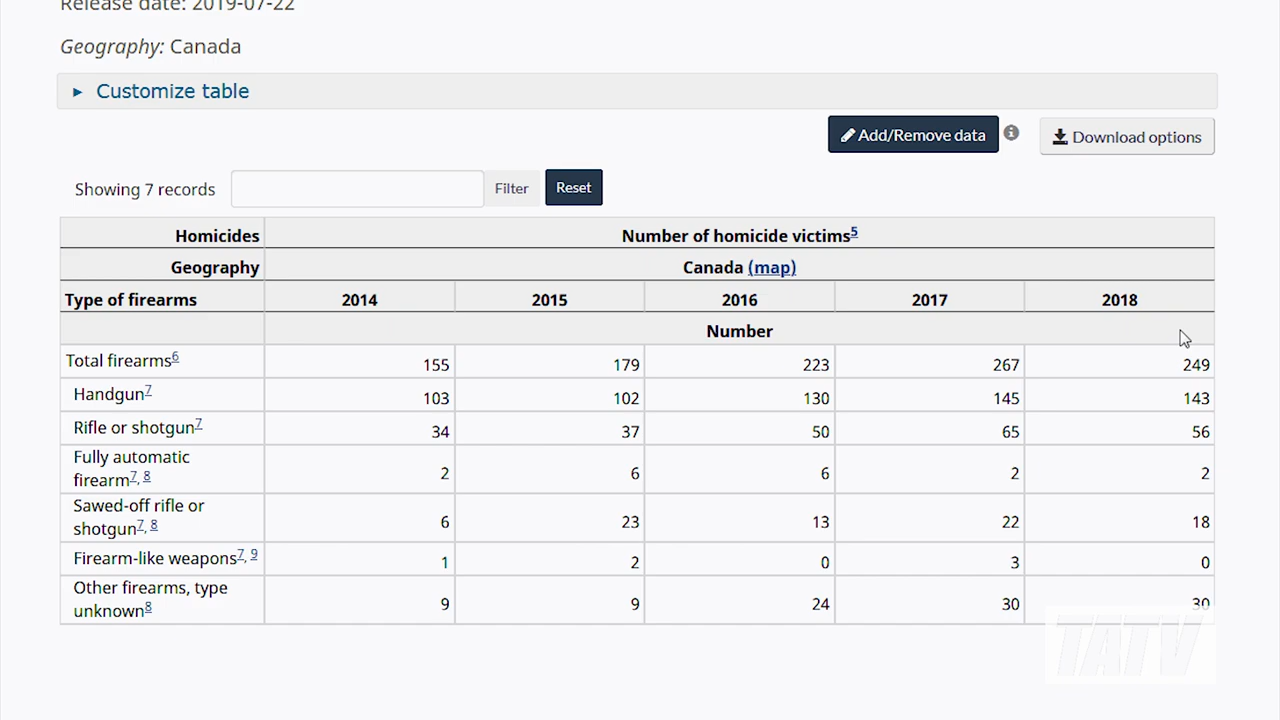 Release date: 2019-07-22
Geography: Canada
► Customize table
Add/Remove data
Download options
Showing 7 records
Filter
Reset
Homicides Number of homicide victims5
Geography Canada (map)
Type of firearms 2014 2015 2016 2017 2018
Number
Total firearms6 155 179 223 267 249
Handgun7 103 102 130 145 143
Rifle or shotgun7 34 37 50 65 56
Fully automatic
firearm7, 8 2 6 6 2 2
Sawed-off rifle or
shotgun7, 8 6 23 13 22 18
Firearm-like weapons7, 9 1 2 0 3 0
Other firearms, type
unknown8 9 9 24 30 30
TATV